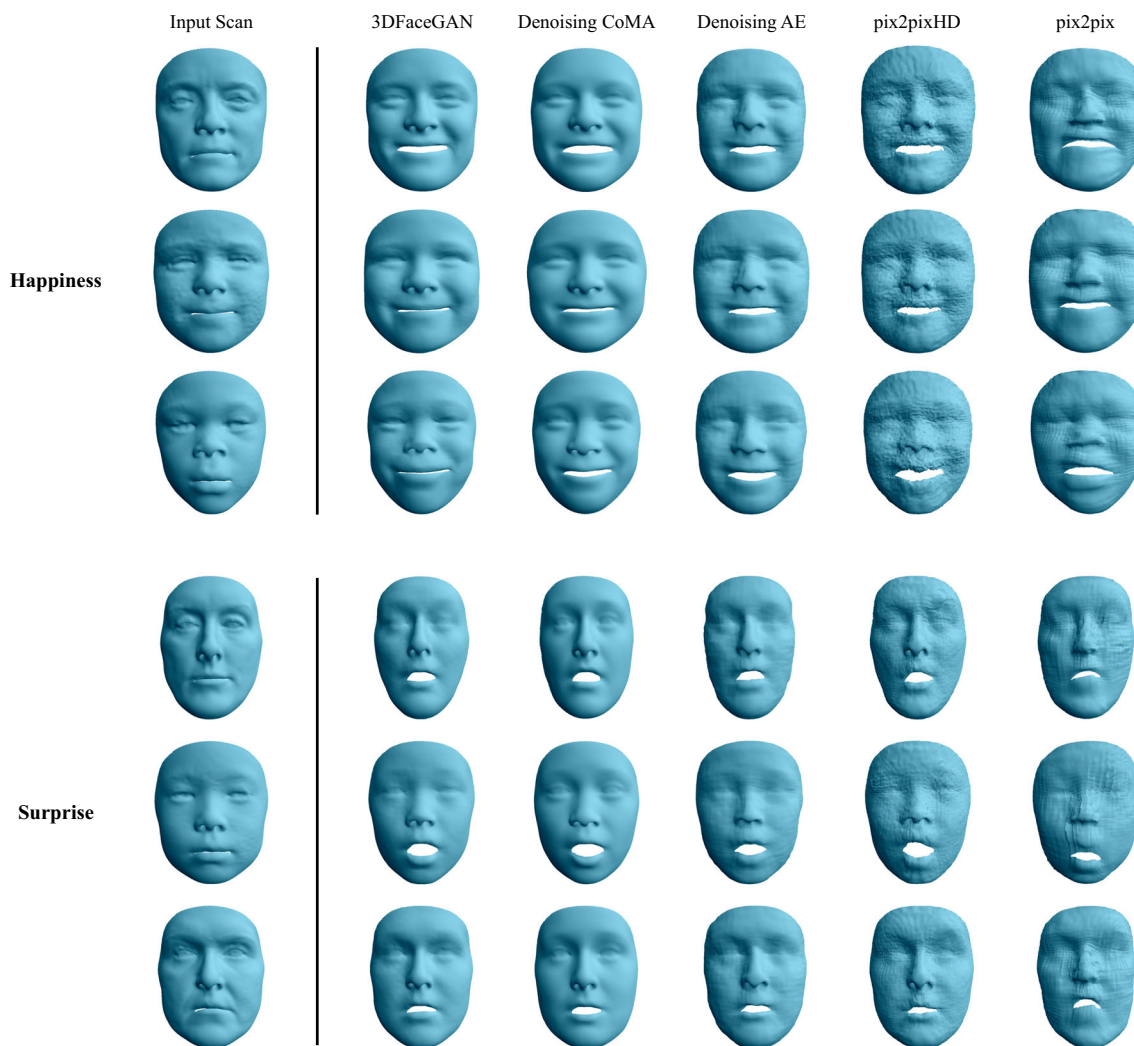 Input Scan 3DFaceGAN Denoising CoMA Denoising AE pix2pixHD pix2pix
Happiness
Surprise